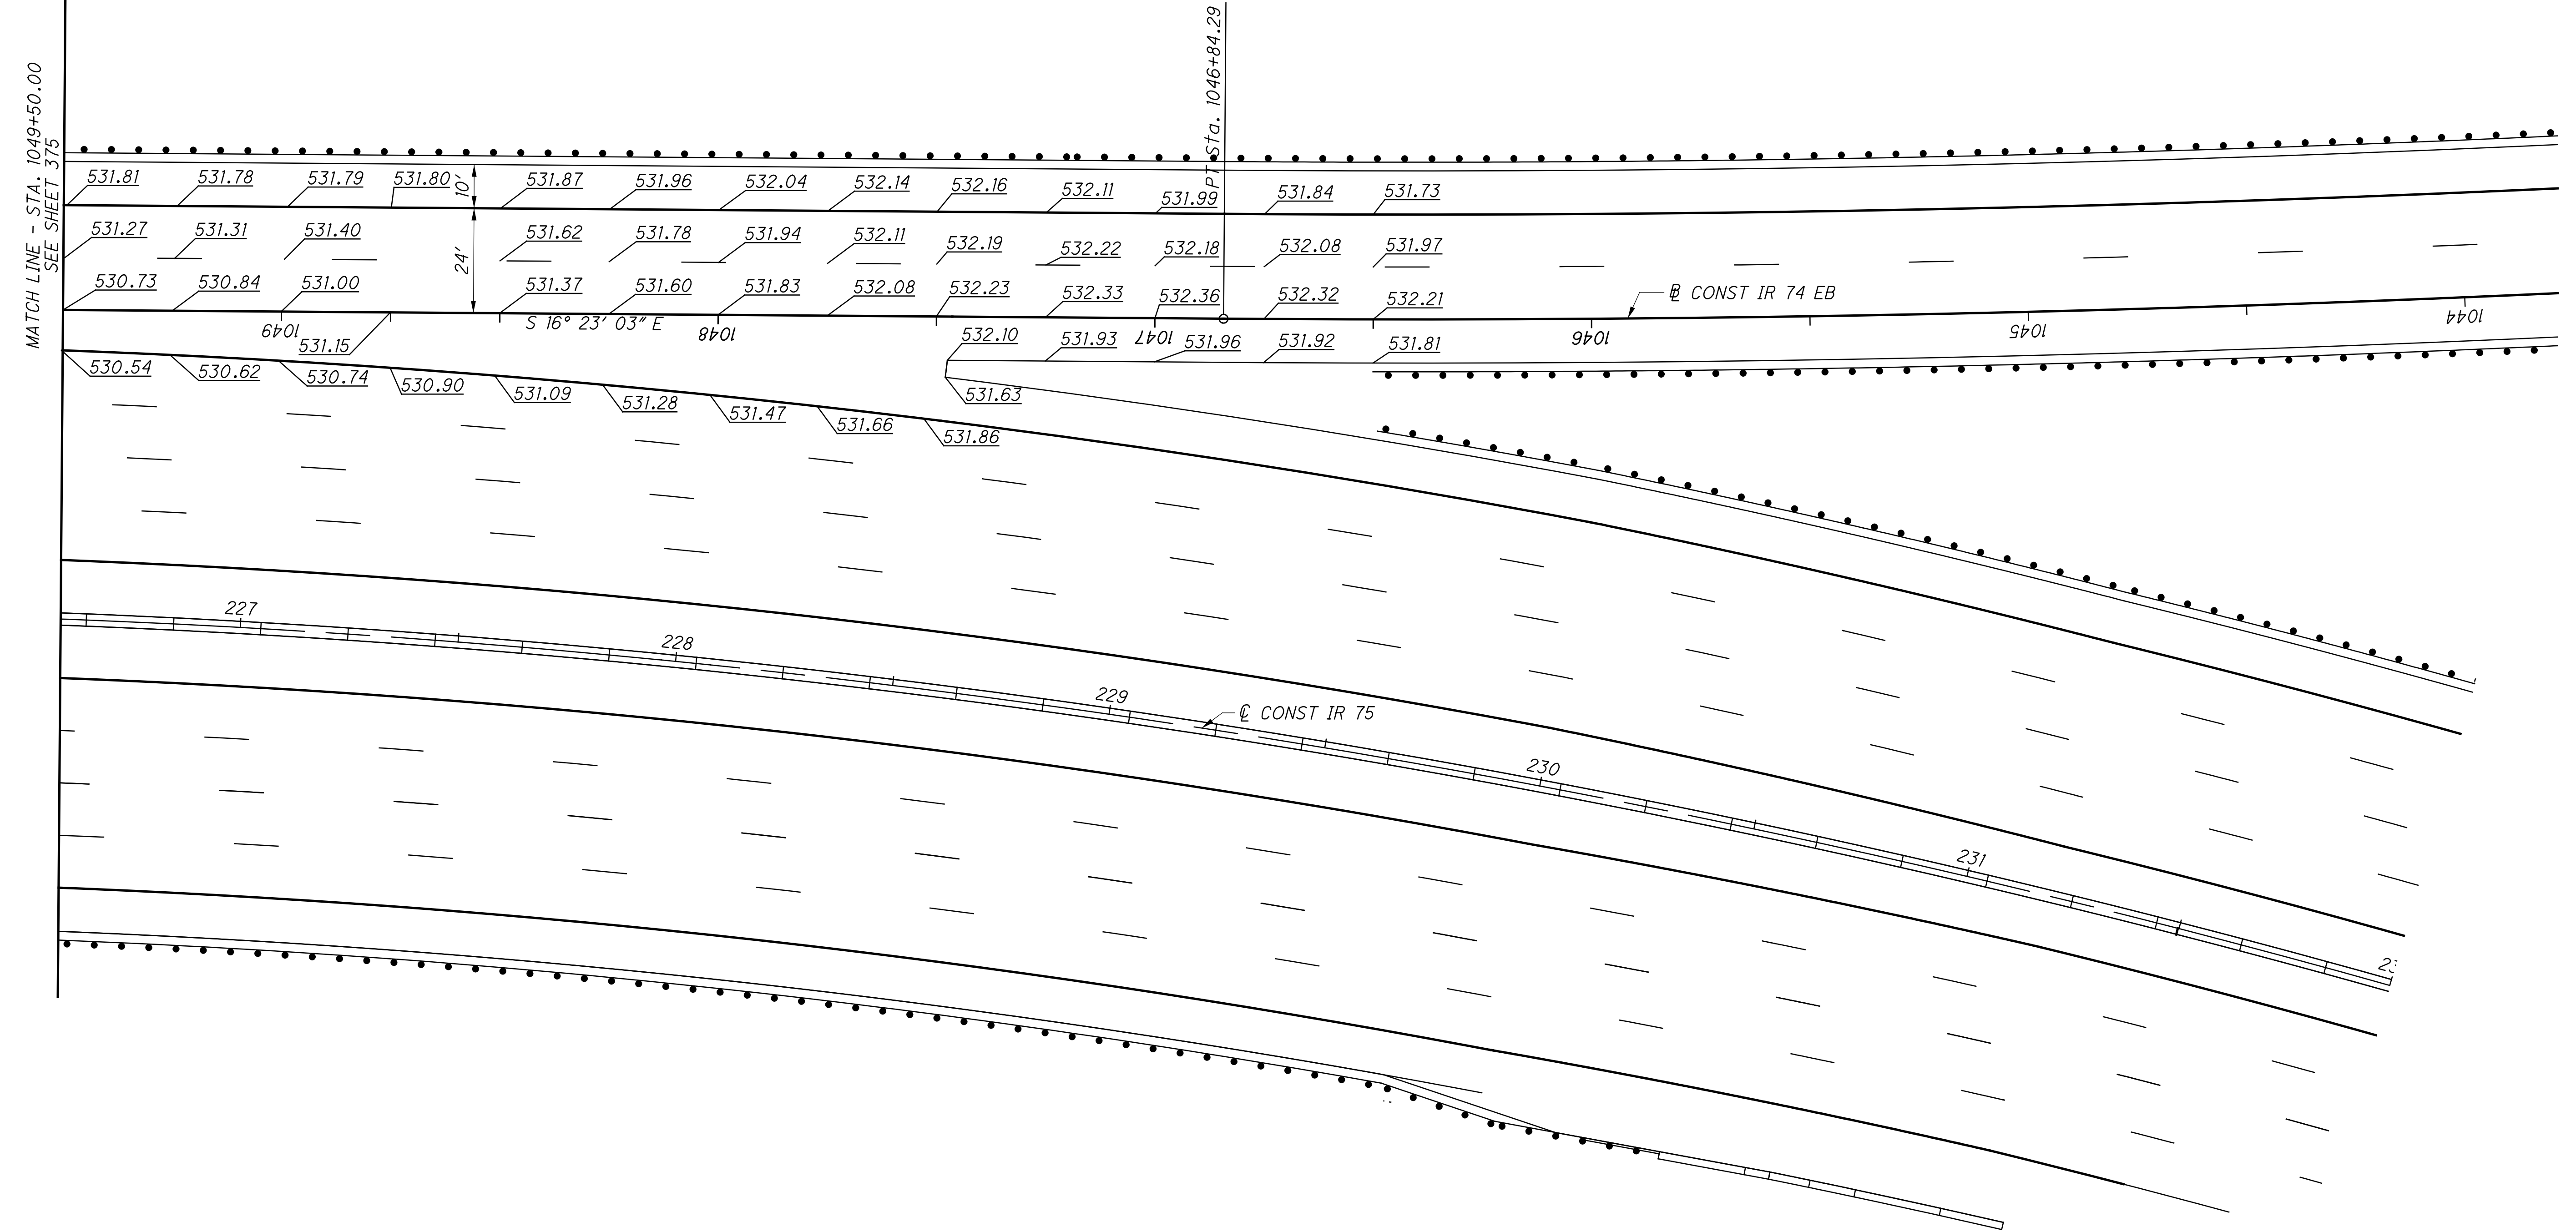 MATCH LINE - STA. 1049+50.00
SEE SHEET 375
PT Sta. 1046+84.29
531.81 531.78 531.79 531.80 10' 531.87 531.96 532.04 532.14 532.16 532.11 531.99 531.84 531.73
531.27 531.31 531.40 24' 531.62 531.78 531.94 532.11 532.19 532.22 532.18 532.08 531.97
530.73 530.84 531.00 531.37 531.60 531.83 532.08 532.23 532.33 532.36 532.32 532.21
℄ CONST IR 74 EB
1049 S 16° 23' 03" E 1048 1047 1046 1045 1044
531.15 532.10 531.93 531.96 531.92 531.81
530.54 530.62 530.74 530.90 531.09 531.28 531.47 531.66 531.86 531.63
227 228 229 230 231
℄ CONST IR 75